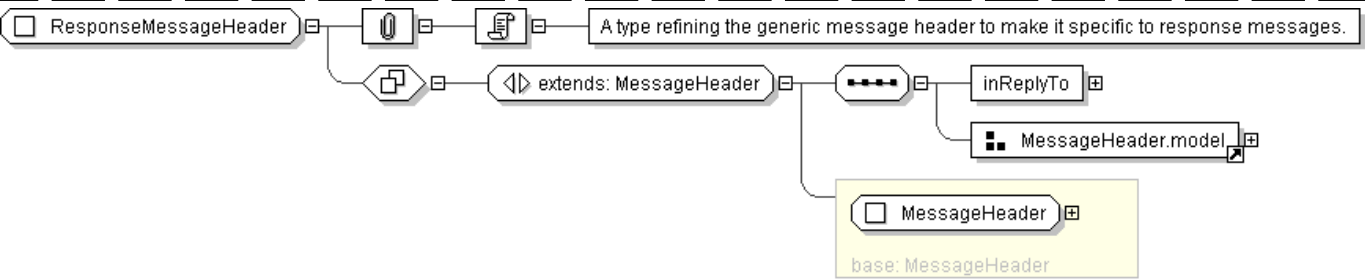 ResponseMessageHeader
A type refining the generic message header to make it specific to response messages.
extends: MessageHeader
inReplyTo
MessageHeader.model
MessageHeader
base: MessageHeader